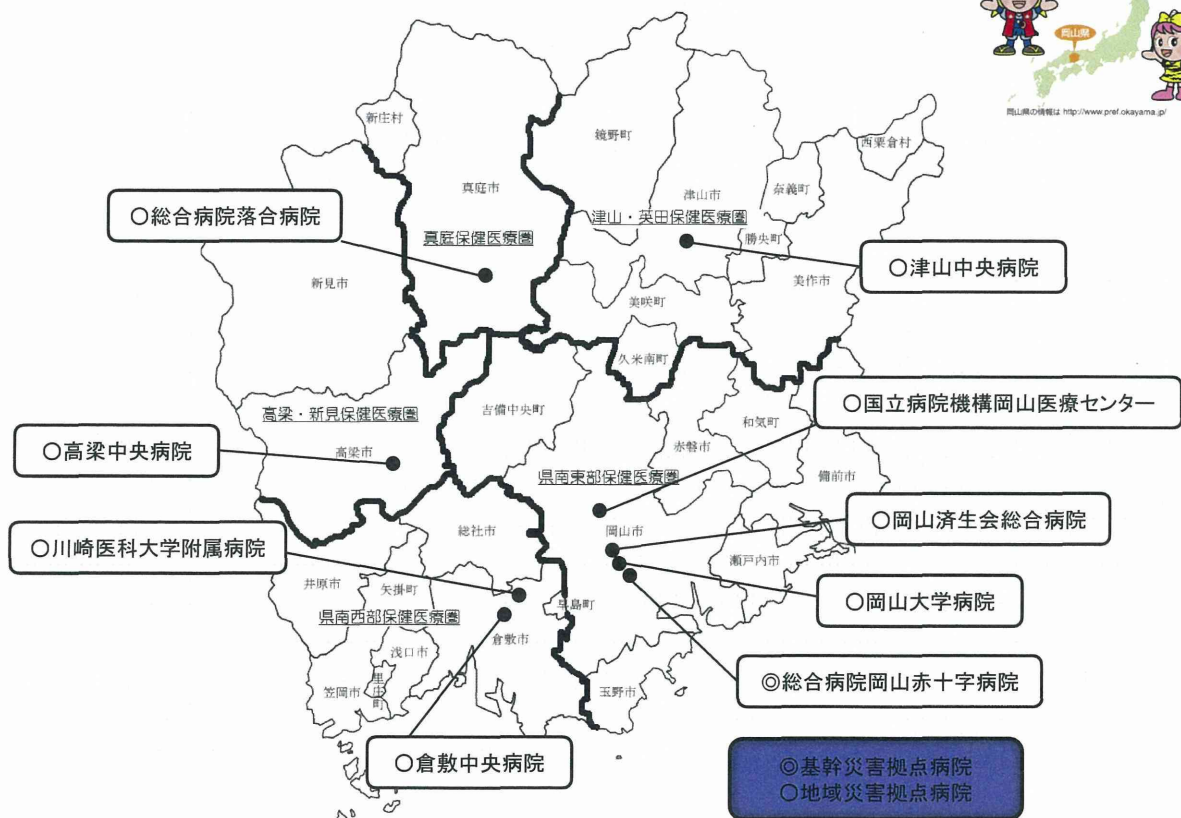 岡山県
岡山県の情報は http://www.pref.okayama.jp/
新庄村
鏡野町
西粟倉村
真庭市
津山市
奈義町
○総合病院落合病院
津山・英田保健医療圏
真庭保健医療圏
勝央町
○津山中央病院
新見市
美作市
美咲町
久米南町
○国立病院機構岡山医療センター
高梁・新見保健医療圏
吉備中央町
和気町
○高梁中央病院
高梁市
赤磐市
県南東部保健医療圏
備前市
○岡山済生会総合病院
総社市
岡山市
○川崎医科大学附属病院
瀬戸内市
井原市
矢掛町
○岡山大学病院
早島町
県南西部保健医療圏
倉敷市
浅口市
◎総合病院岡山赤十字病院
笠岡市
里庄町
玉野市
○倉敷中央病院
◎基幹災害拠点病院
○地域災害拠点病院